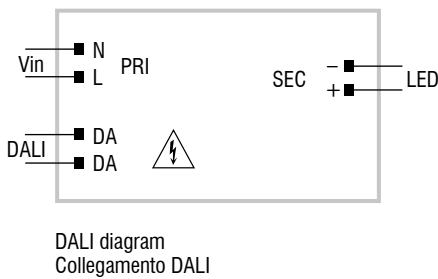 N
Vin
L
PRI
SEC
−
+
LED
DA
DALI
DA
DALI diagram
Collegamento DALI